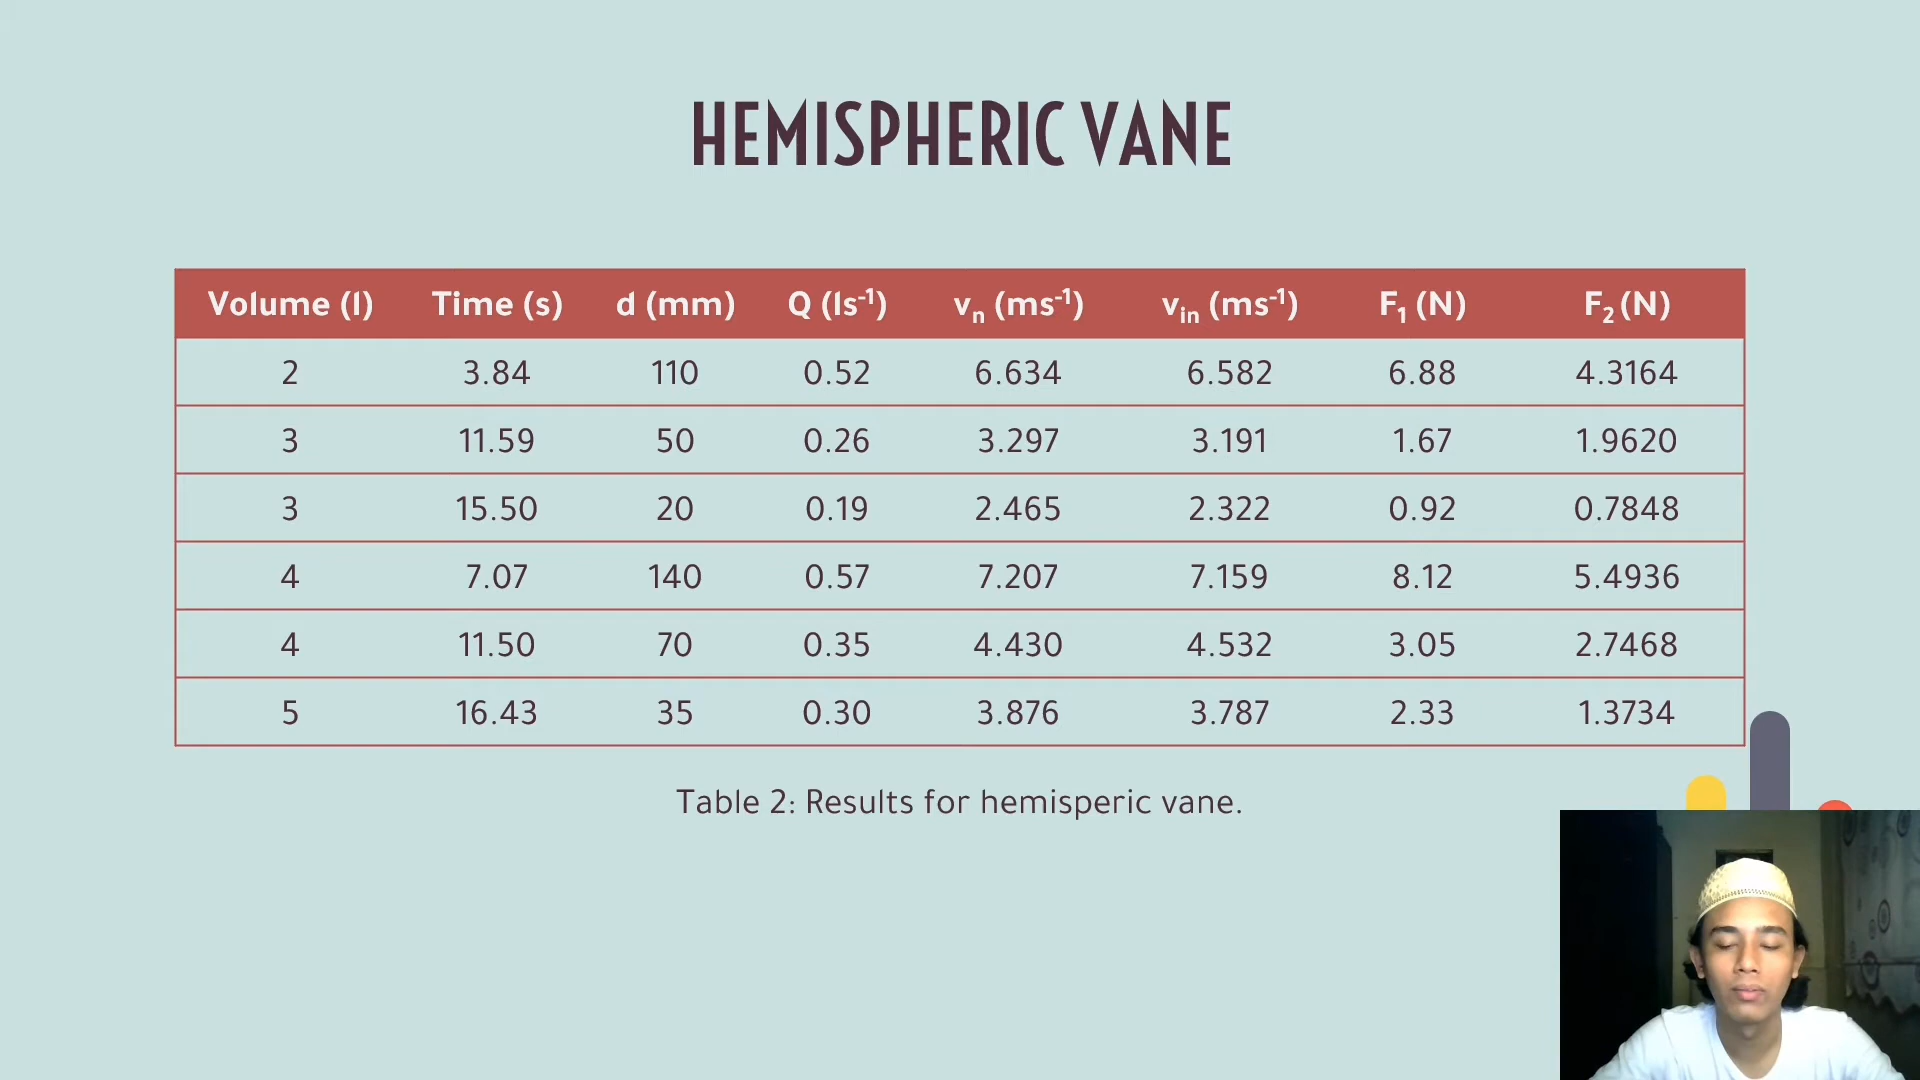 HEMISPHERIC VANE
Volume (l) Time (s) d (mm) Q (ls⁻¹) vₙ (ms⁻¹) vᵢₙ (ms⁻¹) F₁ (N) F₂ (N)
2 3.84 110 0.52 6.634 6.582 6.88 4.3164
3 11.59 50 0.26 3.297 3.191 1.67 1.9620
3 15.50 20 0.19 2.465 2.322 0.92 0.7848
4 7.07 140 0.57 7.207 7.159 8.12 5.4936
4 11.50 70 0.35 4.430 4.532 3.05 2.7468
5 16.43 35 0.30 3.876 3.787 2.33 1.3734
Table 2: Results for hemisperic vane.